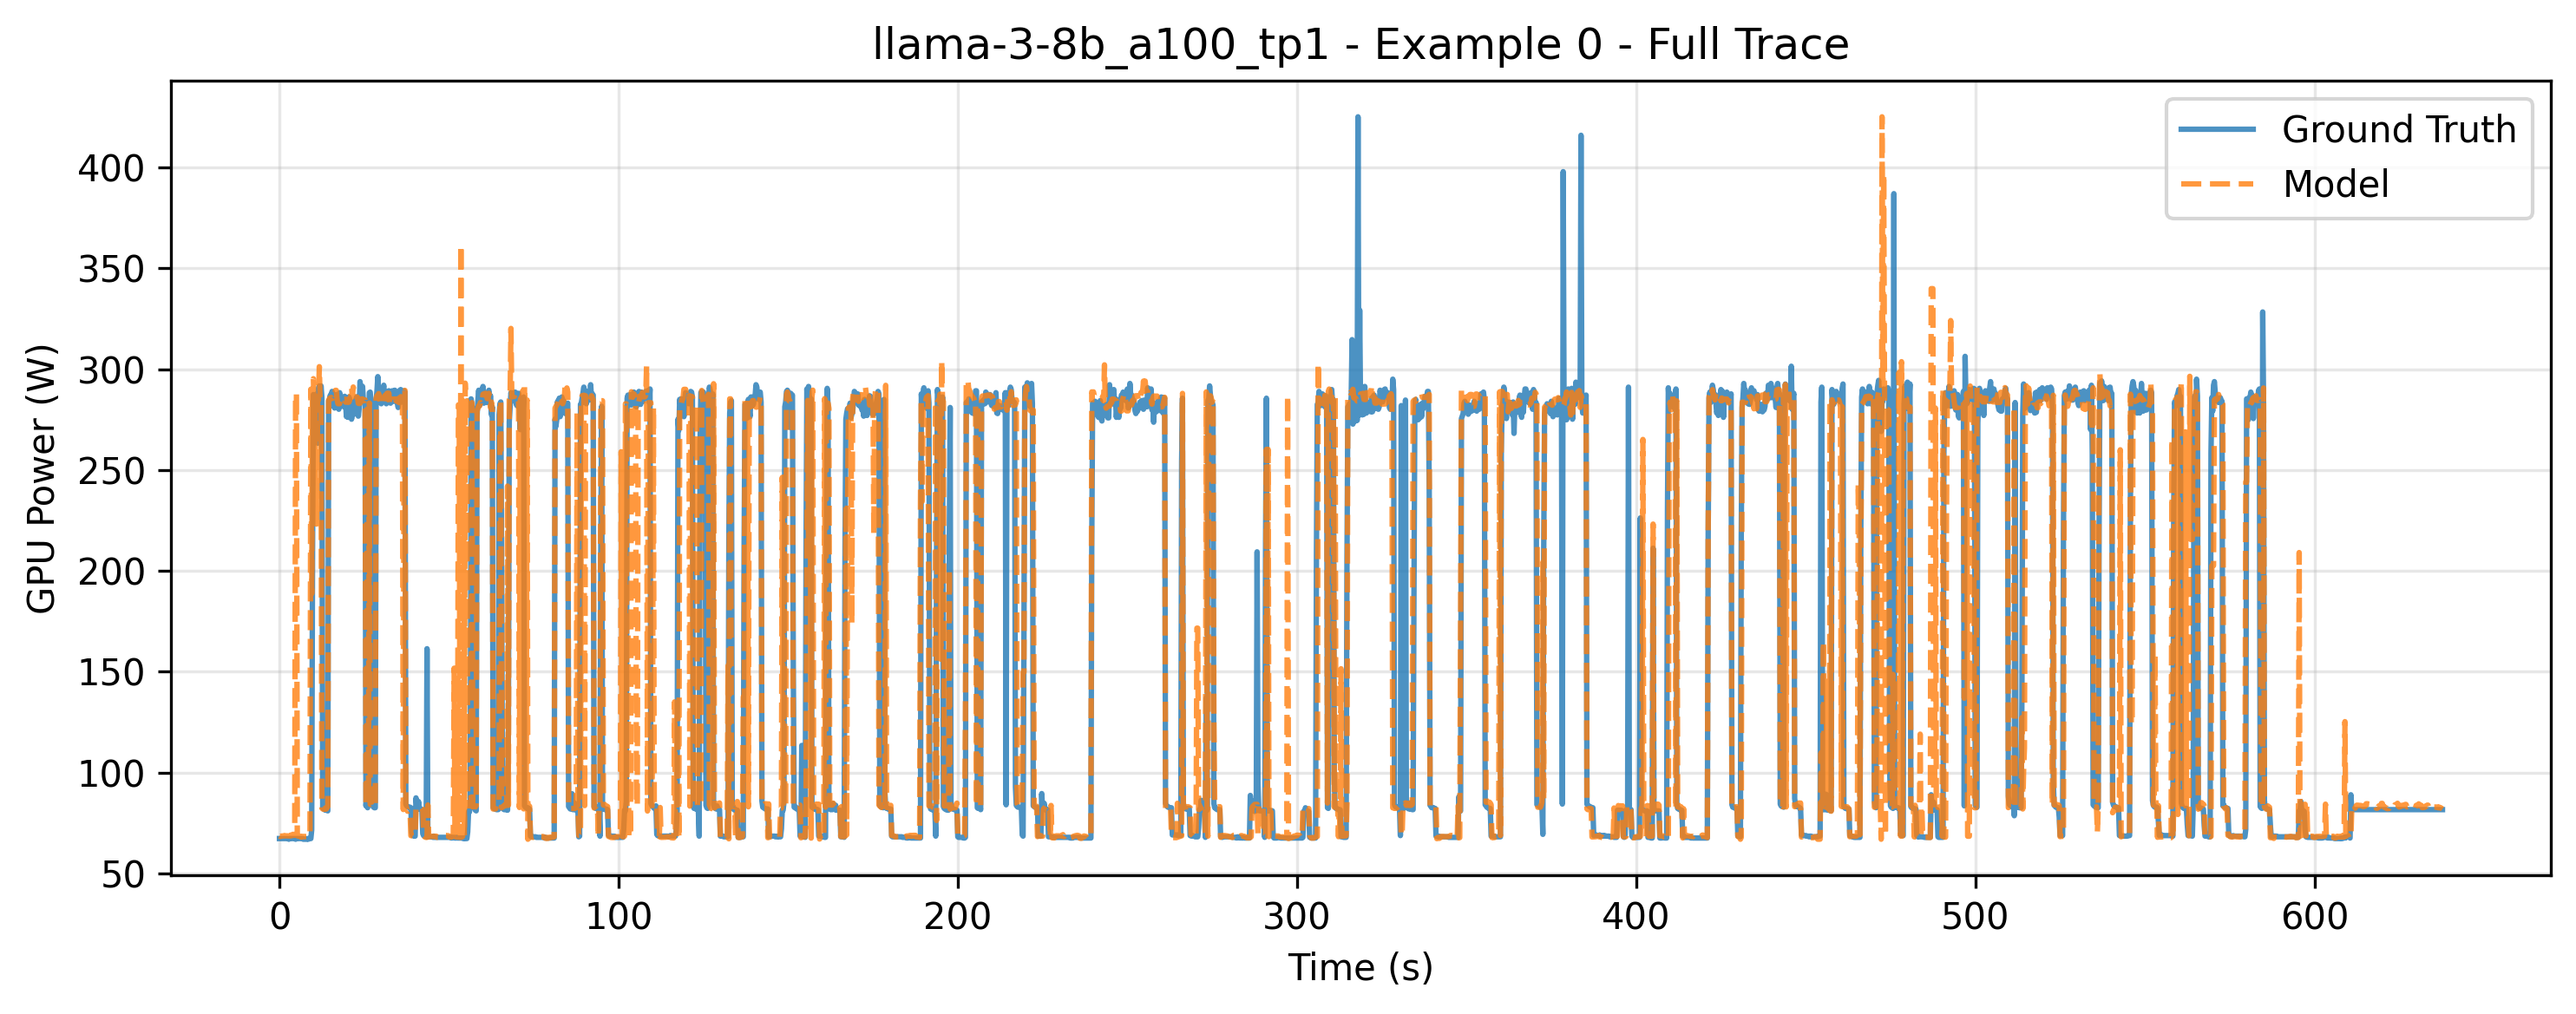 llama-3-8b_a100_tp1 - Example 0 - Full Trace
Ground Truth
Model
GPU Power (W)
400
350
300
250
200
150
100
50
0 100 200 300 400 500 600
Time (s)